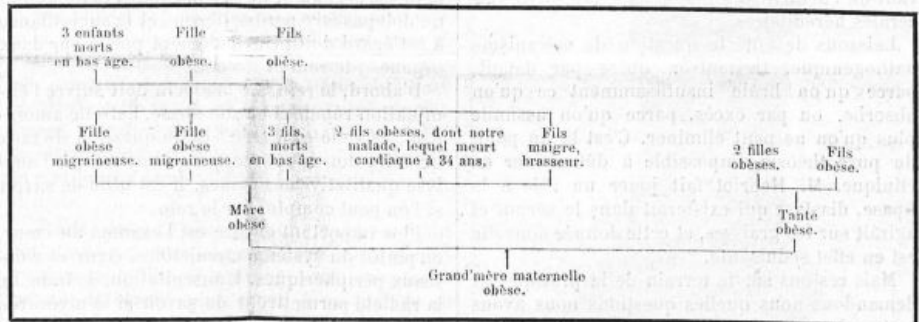 3 enfants
morts
en bas âge.
Fille
obèse.
Fils
obèse.
Fille
obèse
migraineuse.
Fille
obèse
migraineuse.
3 fils
morts
en bas âge.
2 fils obèses, dont notre
malade, lequel meurt
cardiaque à 34 ans.
Fils
maigre,
brasseur.
2 filles
obèses.
Fils
obèse.
Mère
obèse
Tante
obèse.
Grand'mère maternelle
obèse.